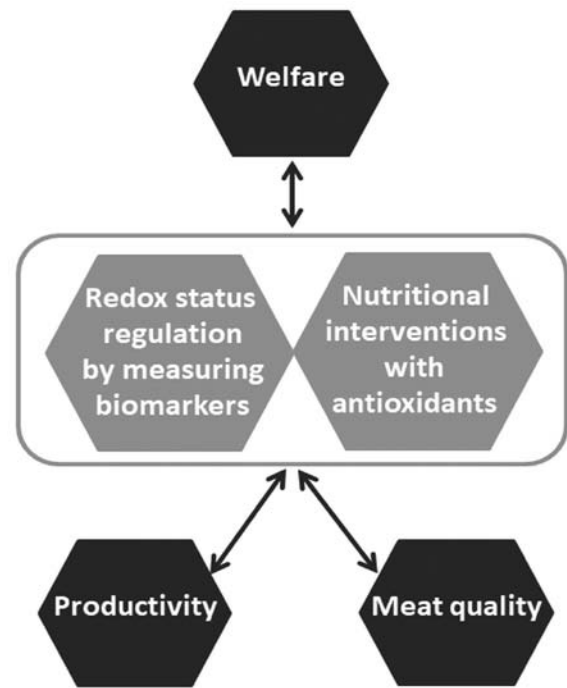 Welfare
Redox status
regulation
by measuring
biomarkers
Nutritional
interventions
with
antioxidants
Productivity
Meat quality